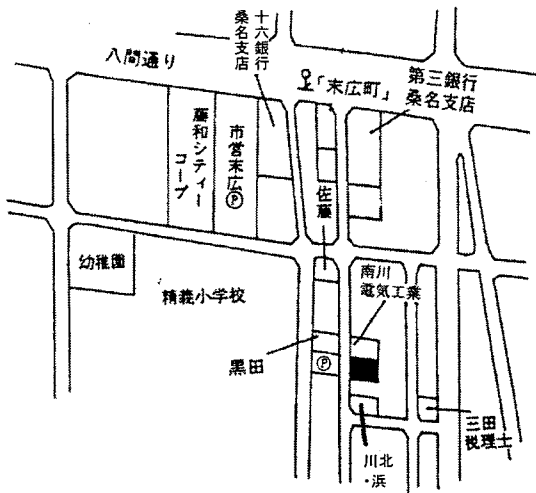 八間通り
十六銀行
桑名支店
「末広町」
第三銀行
桑名支店
藤和シティー
コープ
市営末広
Ⓟ
佐藤
幼稚園
精義小学校
南川
電気工業
黒田
Ⓟ
三田
税理士
川北
・浜